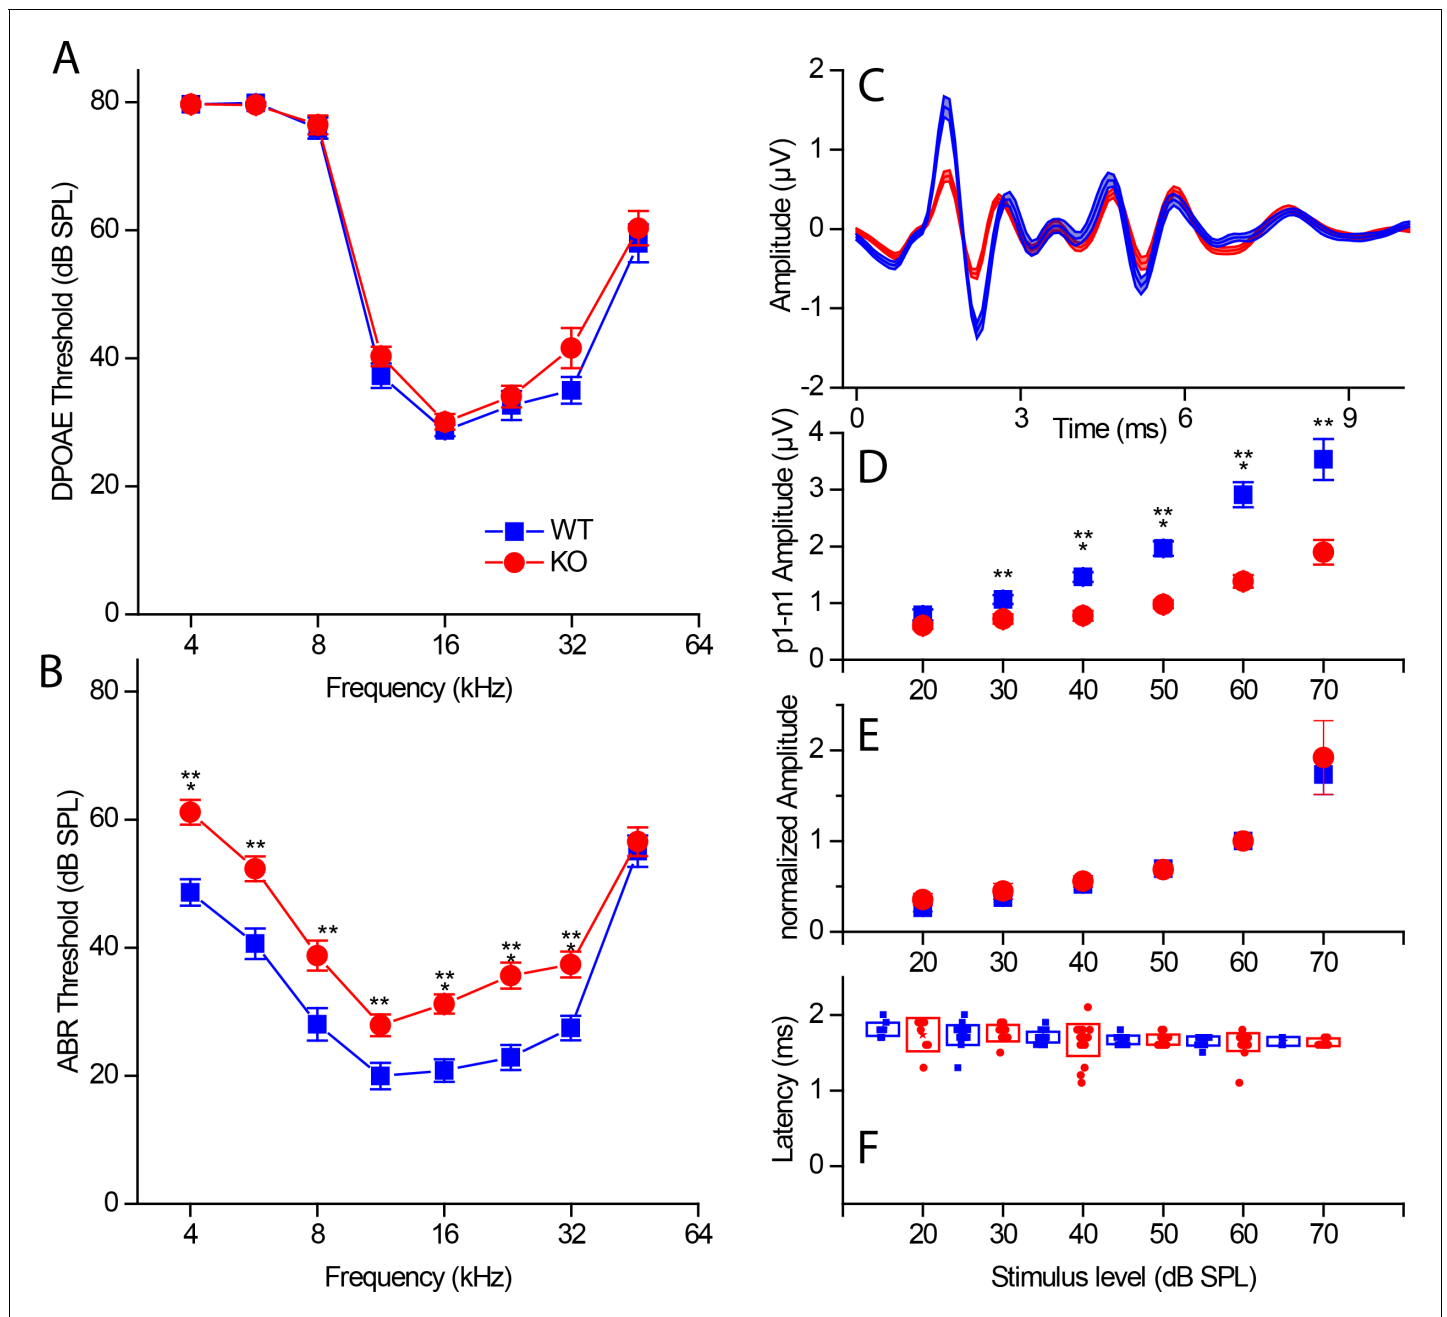 A
80
60
40
20
0
DPOAE Threshold (dB SPL)
WT
KO
4 8 16 32 64
Frequency (kHz)
B
80
60
40
20
0
ABR Threshold (dB SPL)
***
**
**
**
***
***
***
4 8 16 32 64
Frequency (kHz)
C
2
1
0
-1
-2
Amplitude (µV)
0 3 6 9
Time (ms)
D
4
3
2
1
0
p1-n1 Amplitude (µV)
**
***
***
***
**
20 30 40 50 60 70
E
2
1
0
normalized Amplitude
20 30 40 50 60 70
F
2
1
0
Latency (ms)
20 30 40 50 60 70
Stimulus level (dB SPL)